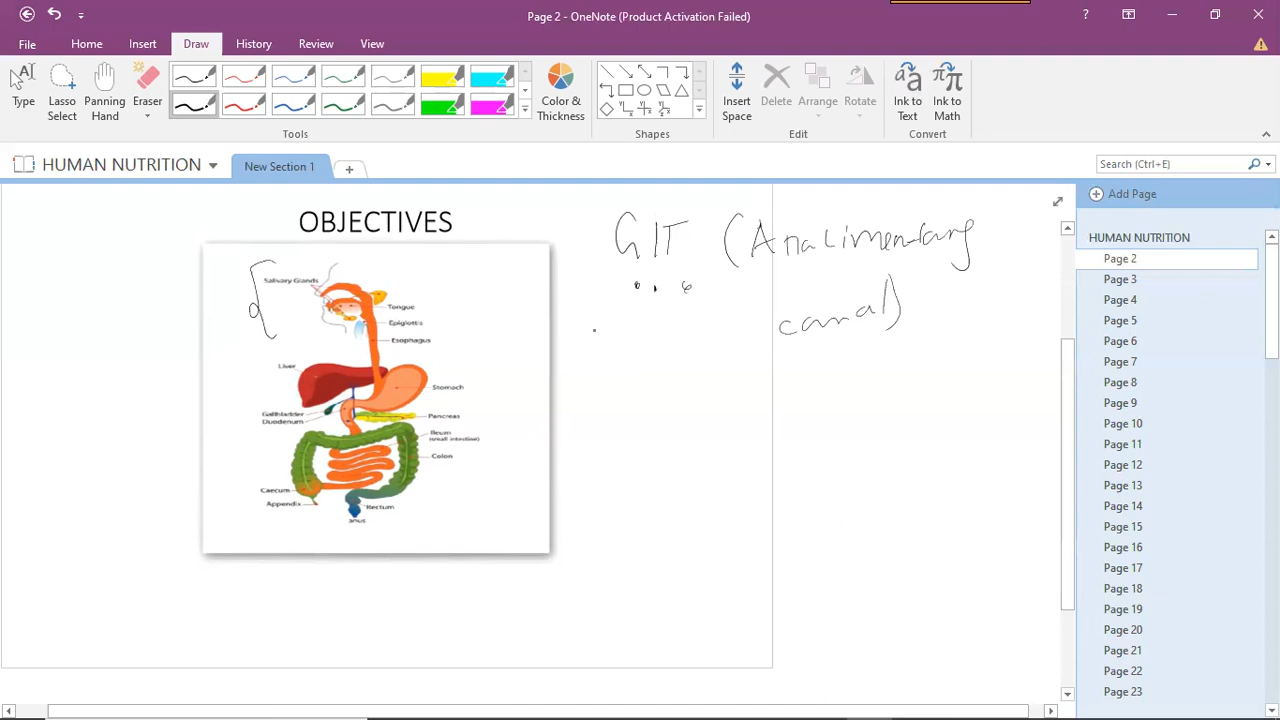 Page 2 - OneNote (Product Activation Failed)
File Home Insert Draw History Review View
Type
Lasso Select
Panning Hand
Eraser
Color & Thickness
Insert Space
Delete
Arrange
Rotate
Ink to Text
Ink to Math
Tools
Shapes
Edit
Convert
HUMAN NUTRITION
New Section 1
Search (Ctrl+E)
Add Page
OBJECTIVES
Salivary Glands
Tongue
Epiglottis
Esophagus
Liver
Stomach
Gallbladder
Duodenum
Pancreas
Ileum
(small intestine)
Colon
Caecum
Appendix
Rectum
anus
GIT (Analimentary
canal)
HUMAN NUTRITION
Page 2
Page 3
Page 4
Page 5
Page 6
Page 7
Page 8
Page 9
Page 10
Page 11
Page 12
Page 13
Page 14
Page 15
Page 16
Page 17
Page 18
Page 19
Page 20
Page 21
Page 22
Page 23